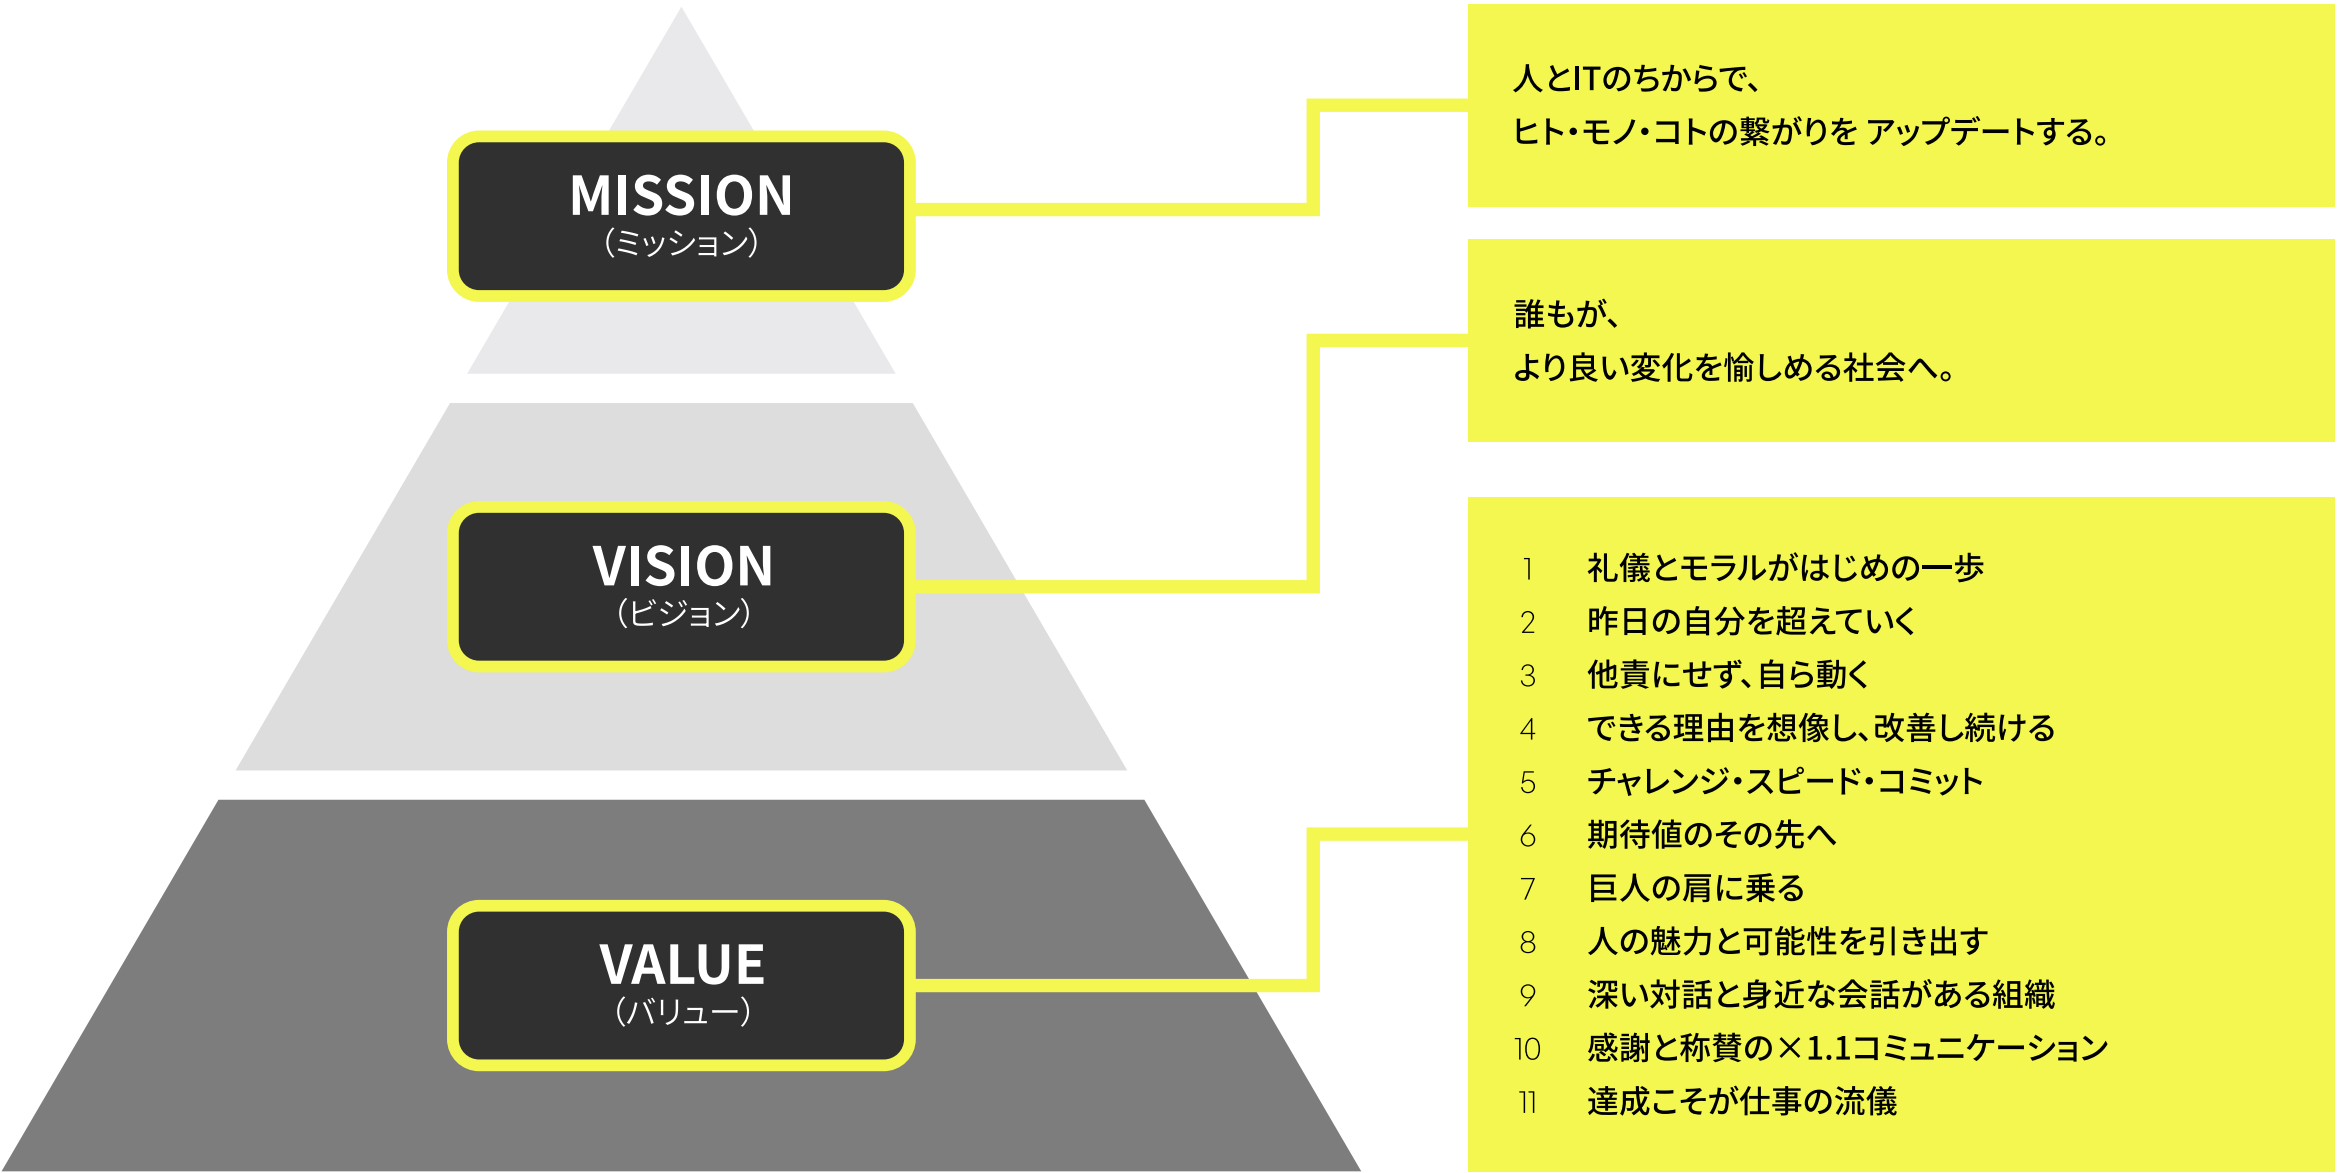 MISSION
（ミッション）
人とITのちからで、
ヒト・モノ・コトの繋がりを アップデートする。
VISION
（ビジョン）
誰もが、
より良い変化を愉しめる社会へ。
VALUE
（バリュー）
1 礼儀とモラルがはじめの一歩
2 昨日の自分を超えていく
3 他責にせず、自ら動く
4 できる理由を想像し、改善し続ける
5 チャレンジ・スピード・コミット
6 期待値のその先へ
7 巨人の肩に乗る
8 人の魅力と可能性を引き出す
9 深い対話と身近な会話がある組織
10 感謝と称賛の×1.1コミュニケーション
11 達成こそが仕事の流儀